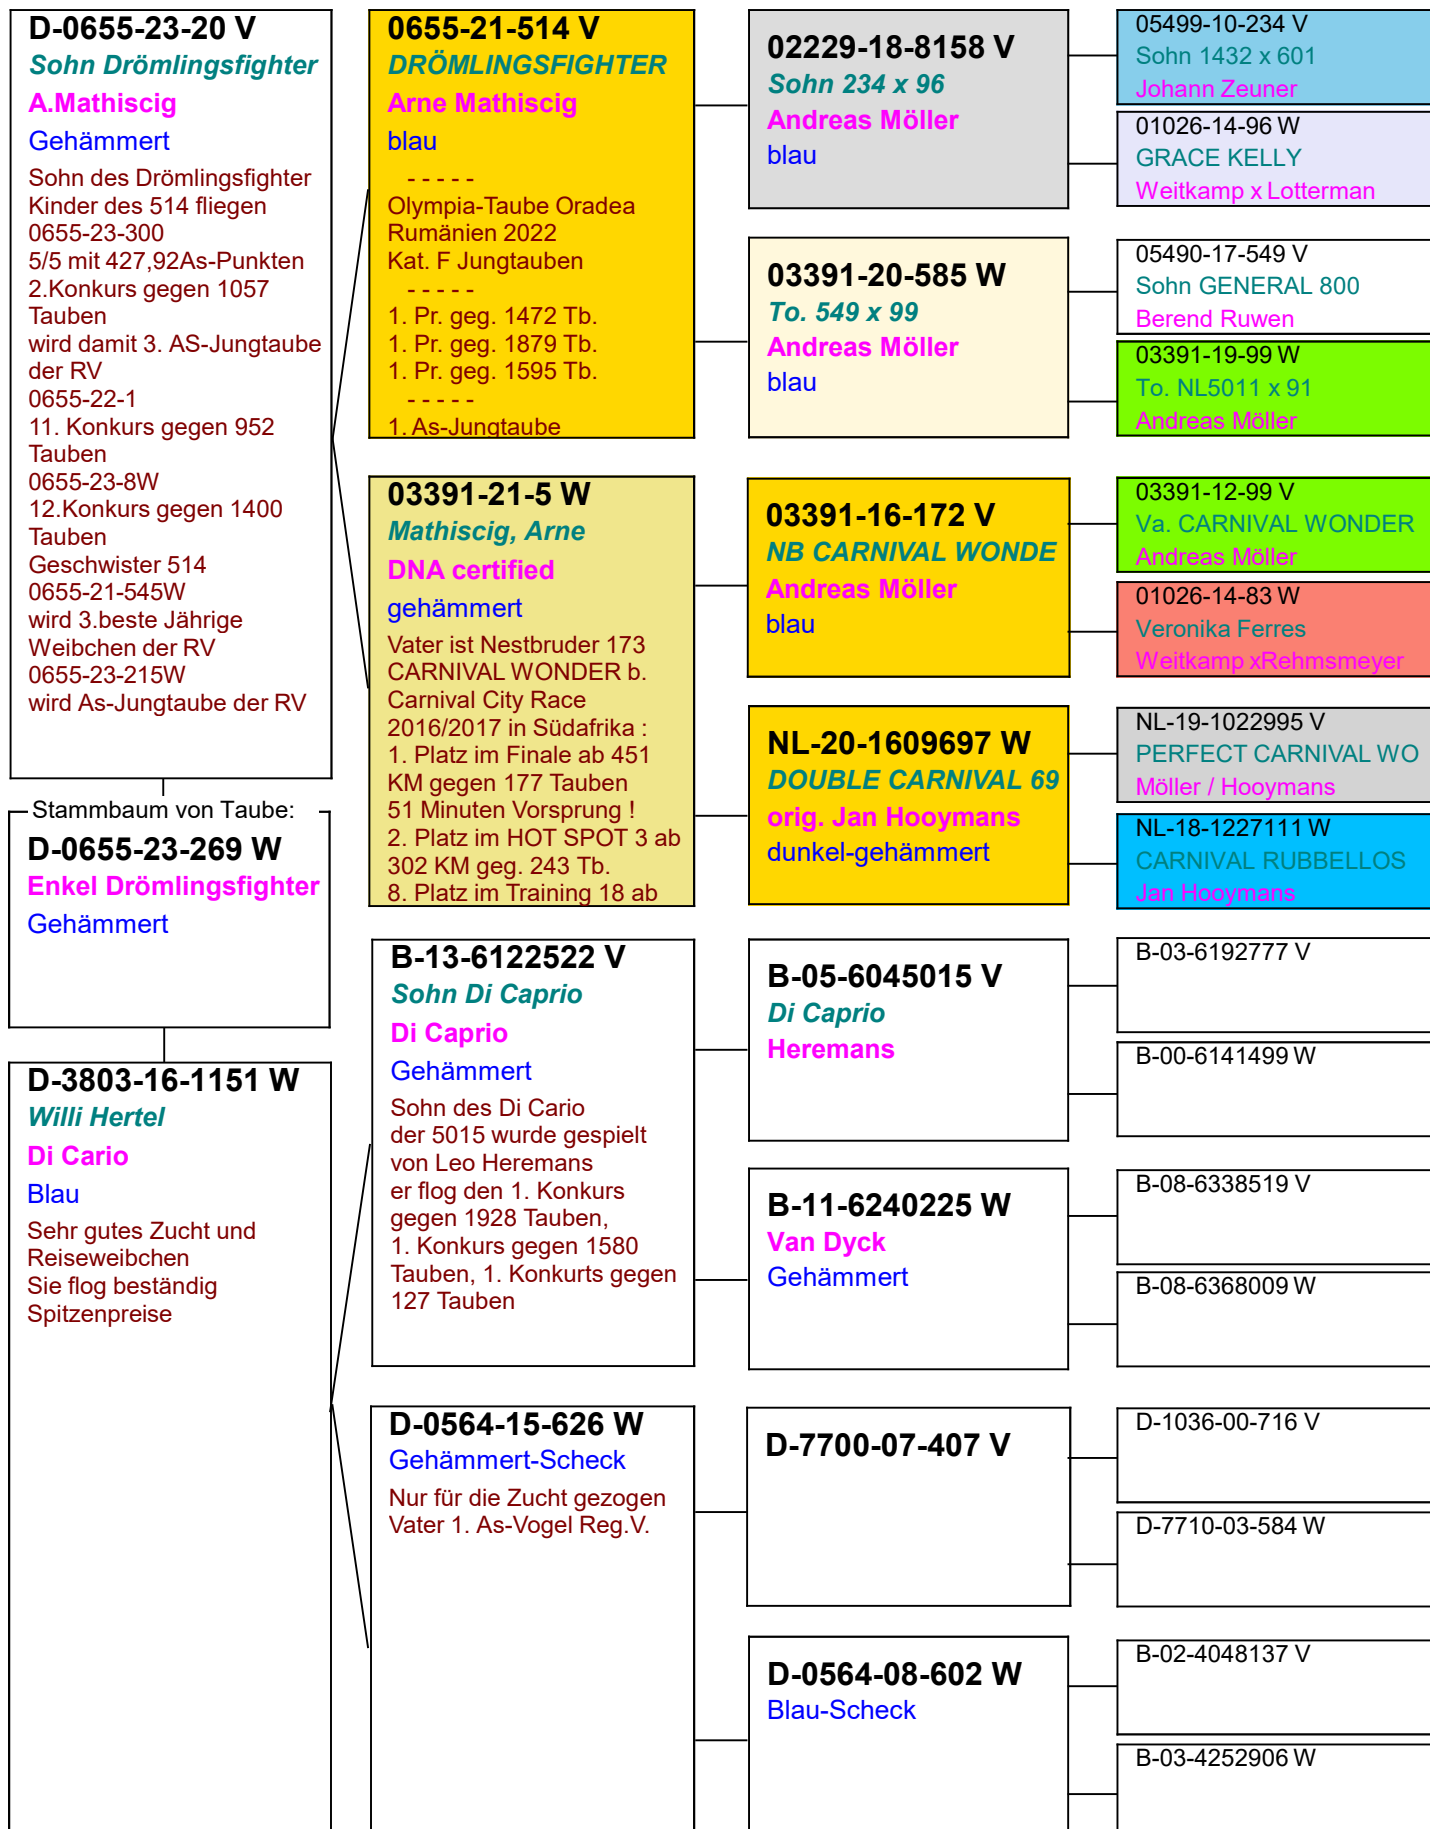 D-0655-23-20 V
Sohn Drömlingsfighter
A.Mathiscig
Gehämmert
Sohn des Drömlingsfighter
Kinder des 514 fliegen
0655-23-300
5/5 mit 427,92As-Punkten
2.Konkurs gegen 1057
Tauben
wird damit 3. AS-Jungtaube
der RV
0655-22-1
11. Konkurs gegen 952
Tauben
0655-23-8W
12.Konkurs gegen 1400
Tauben
Geschwister 514
0655-21-545W
wird 3.beste Jährige
Weibchen der RV
0655-23-215W
wird As-Jungtaube der RV
Stammbaum von Taube:
D-0655-23-269 W
Enkel Drömlingsfighter
Gehämmert
D-3803-16-1151 W
Willi Hertel
Di Cario
Blau
Sehr gutes Zucht und
Reiseweibchen
Sie flog beständig
Spitzenpreise
0655-21-514 V
DRÖMLINGSFIGHTER
Arne Mathiscig
blau
- - - - -
Olympia-Taube Oradea
Rumänien 2022
Kat. F Jungtauben
- - - - -
1. Pr. geg. 1472 Tb.
1. Pr. geg. 1879 Tb.
1. Pr. geg. 1595 Tb.
- - - - -
1. As-Jungtaube
03391-21-5 W
Mathiscig, Arne
DNA certified
gehämmert
Vater ist Nestbruder 173
CARNIVAL WONDER b.
Carnival City Race
2016/2017 in Südafrika :
1. Platz im Finale ab 451
KM gegen 177 Tauben
51 Minuten Vorsprung !
2. Platz im HOT SPOT 3 ab
302 KM geg. 243 Tb.
8. Platz im Training 18 ab
B-13-6122522 V
Sohn Di Caprio
Di Caprio
Gehämmert
Sohn des Di Cario
der 5015 wurde gespielt
von Leo Heremans
er flog den 1. Konkurs
gegen 1928 Tauben,
1. Konkurs gegen 1580
Tauben, 1. Konkurts gegen
127 Tauben
D-0564-15-626 W
Gehämmert-Scheck
Nur für die Zucht gezogen
Vater 1. As-Vogel Reg.V.
02229-18-8158 V
Sohn 234 x 96
Andreas Möller
blau
03391-20-585 W
To. 549 x 99
Andreas Möller
blau
03391-16-172 V
NB CARNIVAL WONDE
Andreas Möller
blau
NL-20-1609697 W
DOUBLE CARNIVAL 69
orig. Jan Hooymans
dunkel-gehämmert
B-05-6045015 V
Di Caprio
Heremans
B-11-6240225 W
Van Dyck
Gehämmert
D-7700-07-407 V
D-0564-08-602 W
Blau-Scheck
05499-10-234 V
Sohn 1432 x 601
Johann Zeuner
01026-14-96 W
GRACE KELLY
Weitkamp x Lotterman
05490-17-549 V
Sohn GENERAL 800
Berend Ruwen
03391-19-99 W
To. NL5011 x 91
Andreas Möller
03391-12-99 V
Va. CARNIVAL WONDER
Andreas Möller
01026-14-83 W
Veronika Ferres
Weitkamp xRehmsmeyer
NL-19-1022995 V
PERFECT CARNIVAL WO
Möller / Hooymans
NL-18-1227111 W
CARNIVAL RUBBELLOS
Jan Hooymans
B-03-6192777 V
B-00-6141499 W
B-08-6338519 V
B-08-6368009 W
D-1036-00-716 V
D-7710-03-584 W
B-02-4048137 V
B-03-4252906 W